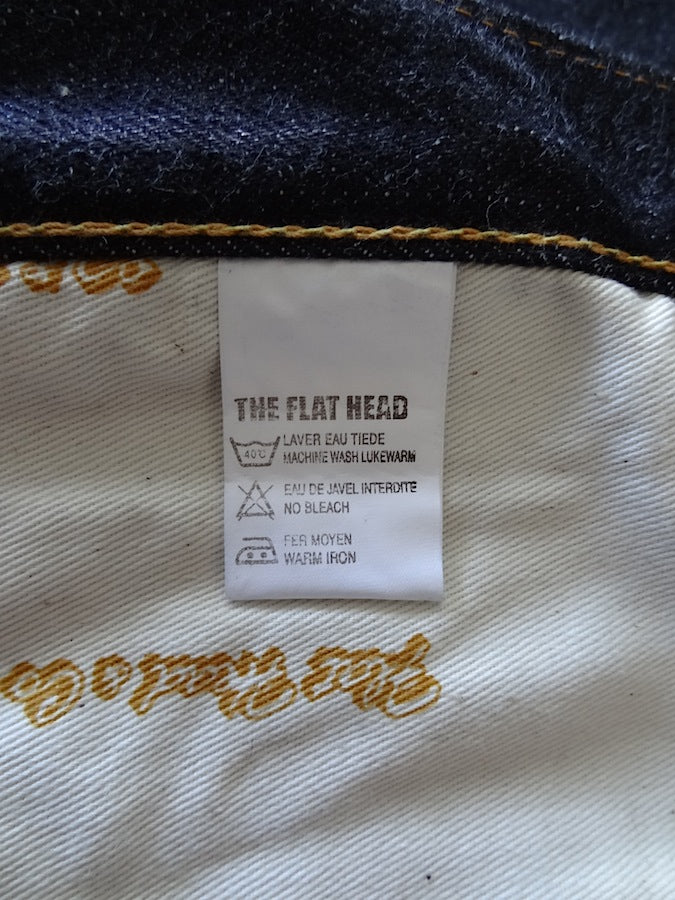 THE FLAT HEAD
40℃
LAVER EAU TIEDE
MACHINE WASH LUKEWARM
EAU DE JAVEL INTERDITE
NO BLEACH
FER MOYEN
WARM IRON